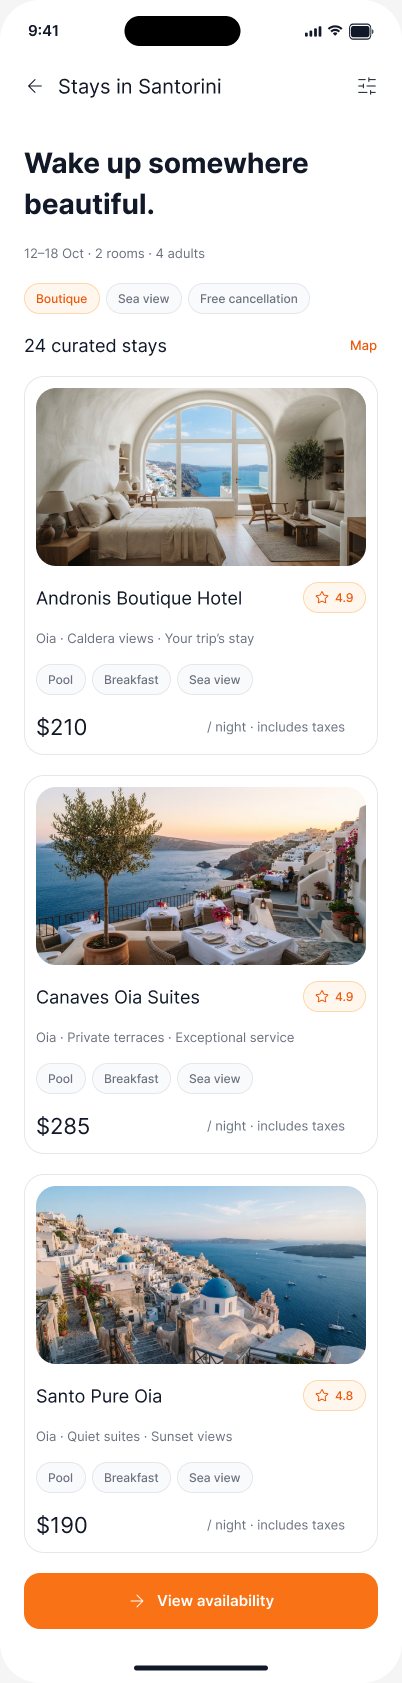 9:41
Stays in Santorini
Wake up somewhere
beautiful.
12–18 Oct · 2 rooms · 4 adults
Boutique Sea view Free cancellation
24 curated stays Map
Andronis Boutique Hotel 4.9
Oia · Caldera views · Your trip’s stay
Pool Breakfast Sea view
$210 / night · includes taxes
Canaves Oia Suites 4.9
Oia · Private terraces · Exceptional service
Pool Breakfast Sea view
$285 / night · includes taxes
Santo Pure Oia 4.8
Oia · Quiet suites · Sunset views
Pool Breakfast Sea view
$190 / night · includes taxes
View availability